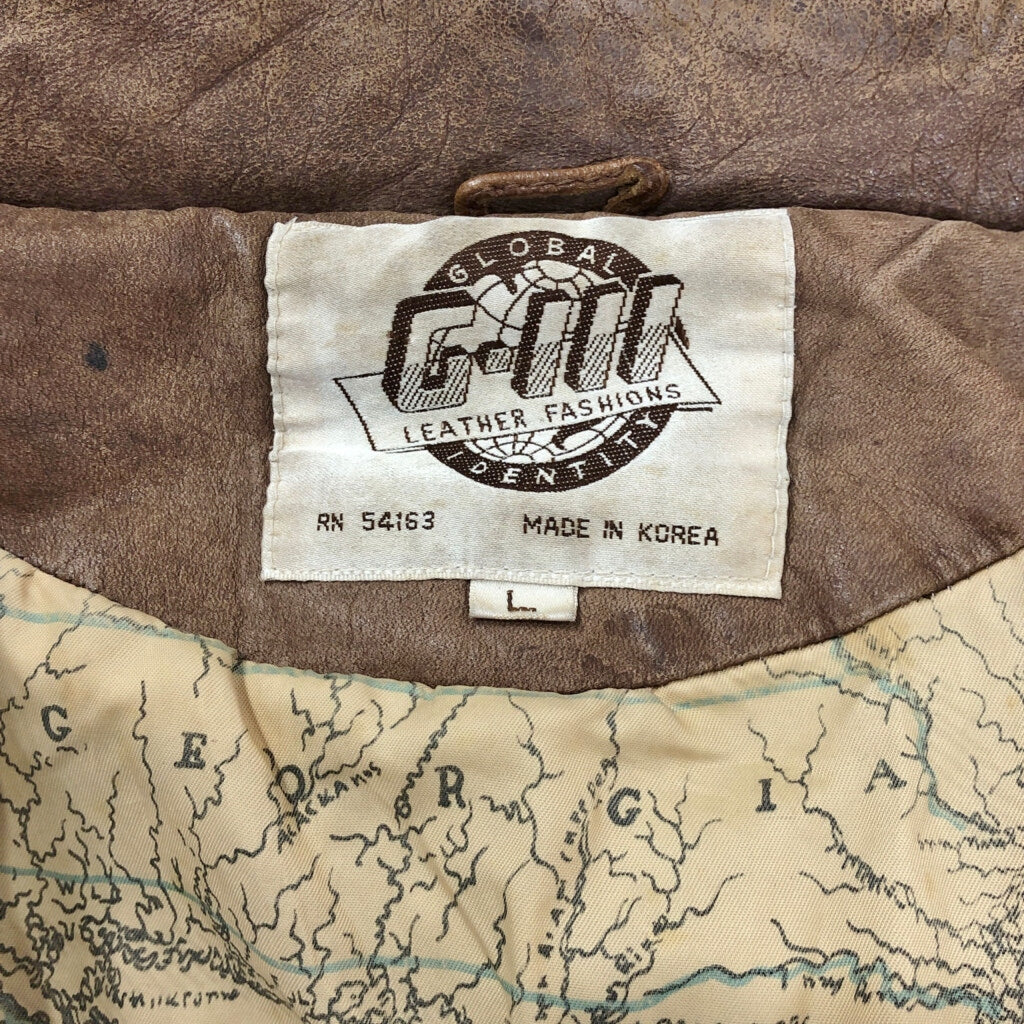 GLOBAL
G-III
LEATHER FASHIONS
IDENTITY
RN 54163
MADE IN KOREA
L
GEORGIA